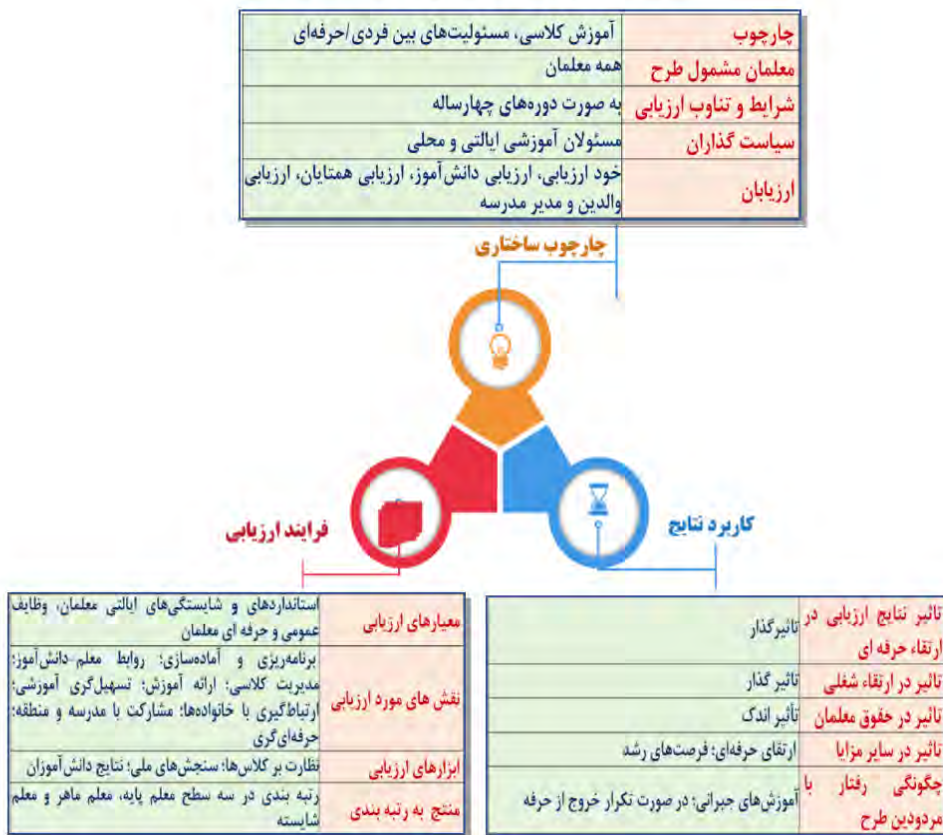 چارچوب
آموزش کلاسی، مسئولیت‌های بین فردی/حرفه‌ای
معلمان مشمول طرح
همه معلمان
شرایط و تناوب ارزیابی
به صورت دوره‌های چهارساله
سیاست گذاران
مسئولان آموزشی ایالتی و محلی
ارزیابان
خود ارزیابی، ارزیابی دانش‌آموز، ارزیابی همتایان، ارزیابی
والدین و مدیر مدرسه
چارچوب ساختاری
کاربرد نتایج
فرایند ارزیابی
تاثیر نتایج ارزیابی در
ارتقاء حرفه ای
تاثیرگذار
تاثیر در ارتقاء شغلی
تاثیر گذار
تاثیر در حقوق معلمان
تأثیر اندک
تاثیر در سایر مزایا
ارتقای حرفه‌ای؛ فرصت‌های رشد
چگونگی رفتار با
مردودین طرح
آموزش‌های جبرانی؛ در صورت تکرار خروج از حرفه
معیارهای ارزیابی
استانداردهای و شایستگی‌های ایالتی معلمان، وظایف
عمومی و حرفه ای معلمان
نقش های مورد ارزیابی
برنامه‌ریزی و آماده‌سازی؛ روابط معلم-دانش‌آموز؛
مدیریت کلاسی؛ ارائه آموزش؛ تسهیل‌گری آموزشی؛
ارتباط‌گیری با خانواده‌ها؛ مشارکت با مدرسه و منطقه؛
حرفه‌ای‌گری
ابزارهای ارزیابی
نظارت بر کلاس‌ها؛ سنجش‌های ملی؛ نتایج دانش‌آموزان
منتج به رتبه بندی
رتبه بندی در سه سطح معلم پایه، معلم ماهر و معلم
شایسته